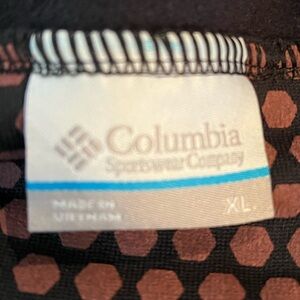 Columbia
Sportswear Company
MADE IN
VIETNAM
XL